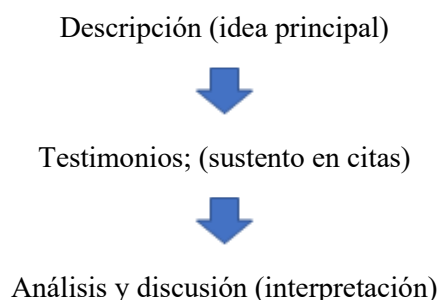 Descripción (idea principal)
Testimonios; (sustento en citas)
Análisis y discusión (interpretación)